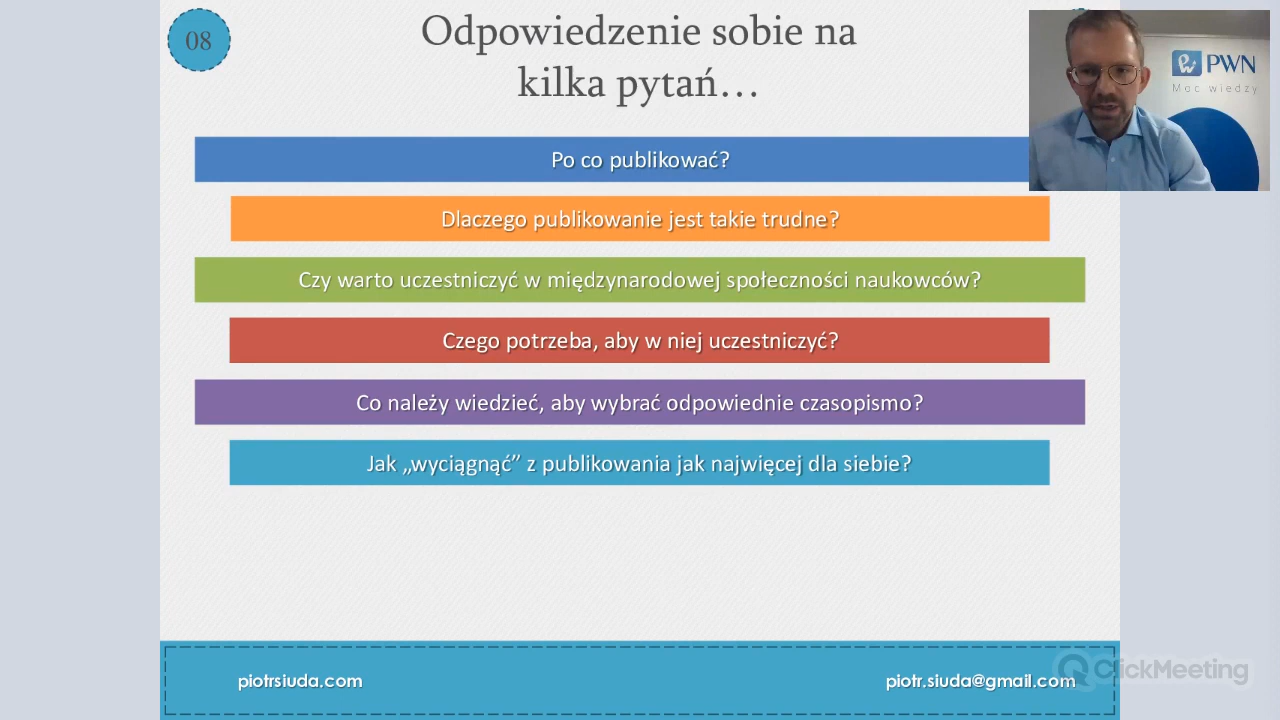 08
Odpowiedzenie sobie na
kilka pytań...
PWN
Moc wiedzy
Po co publikować?
Dlaczego publikowanie jest takie trudne?
Czy warto uczestniczyć w międzynarodowej społeczności naukowców?
Czego potrzeba, aby w niej uczestniczyć?
Co należy wiedzieć, aby wybrać odpowiednie czasopismo?
Jak „wyciągnąć” z publikowania jak najwięcej dla siebie?
piotrsiuda.com
piotr.siuda@gmail.com
ClickMeeting